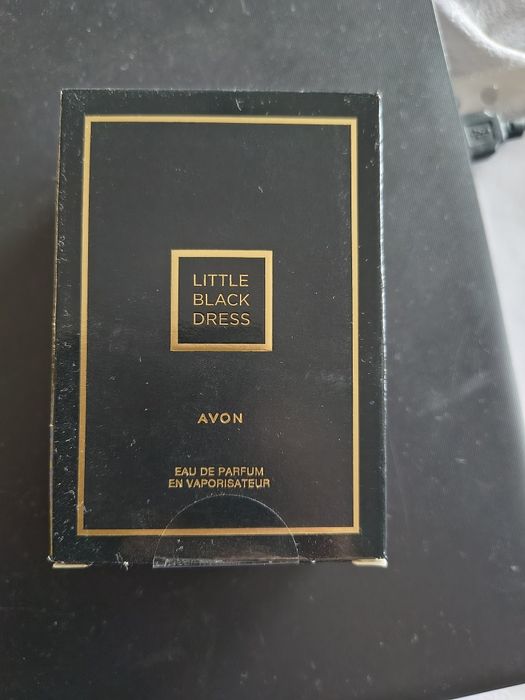 LITTLE
BLACK
DRESS
AVON
EAU DE PARFUM
EN VAPORISATEUR